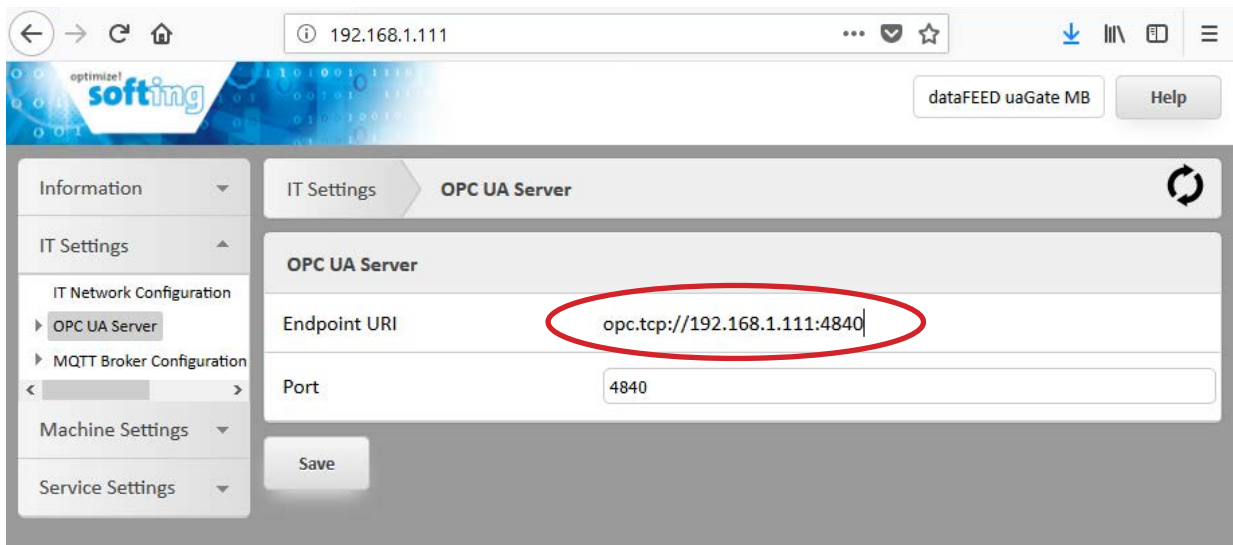 192.168.1.111
optimize!
softing
dataFEED uaGate MB
Help
Information
IT Settings
OPC UA Server
IT Settings
IT Network Configuration
OPC UA Server
MQTT Broker Configuration
Machine Settings
Service Settings
OPC UA Server
Endpoint URI opc.tcp://192.168.1.111:4840
Port 4840
Save